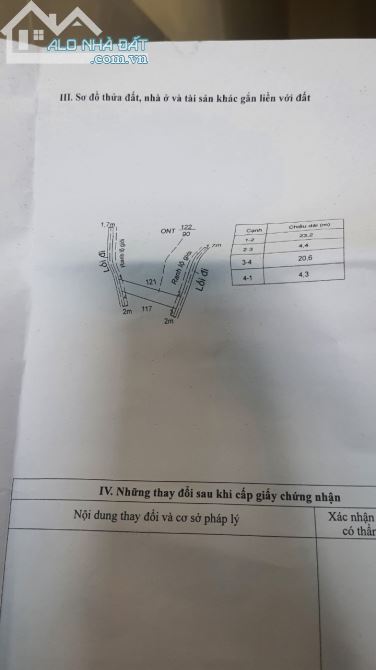 ALO NHÀ ĐẤT
.com.vn
III. Sơ đồ thửa đất, nhà ở và tài sản khác gắn liền với đất
1,7m
ONT 122
90
7m
Lối đi
Ranh lộ giới
121
Ranh lộ giới
Lối đi
2m
117
2m
Cạnh Chiều dài (m)
1-2 23,2
2-3 4,4
3-4 20,6
4-1 4,3
IV. Những thay đổi sau khi cấp giấy chứng nhận
Nội dung thay đổi và cơ sở pháp lý
Xác nhận
có thẩm